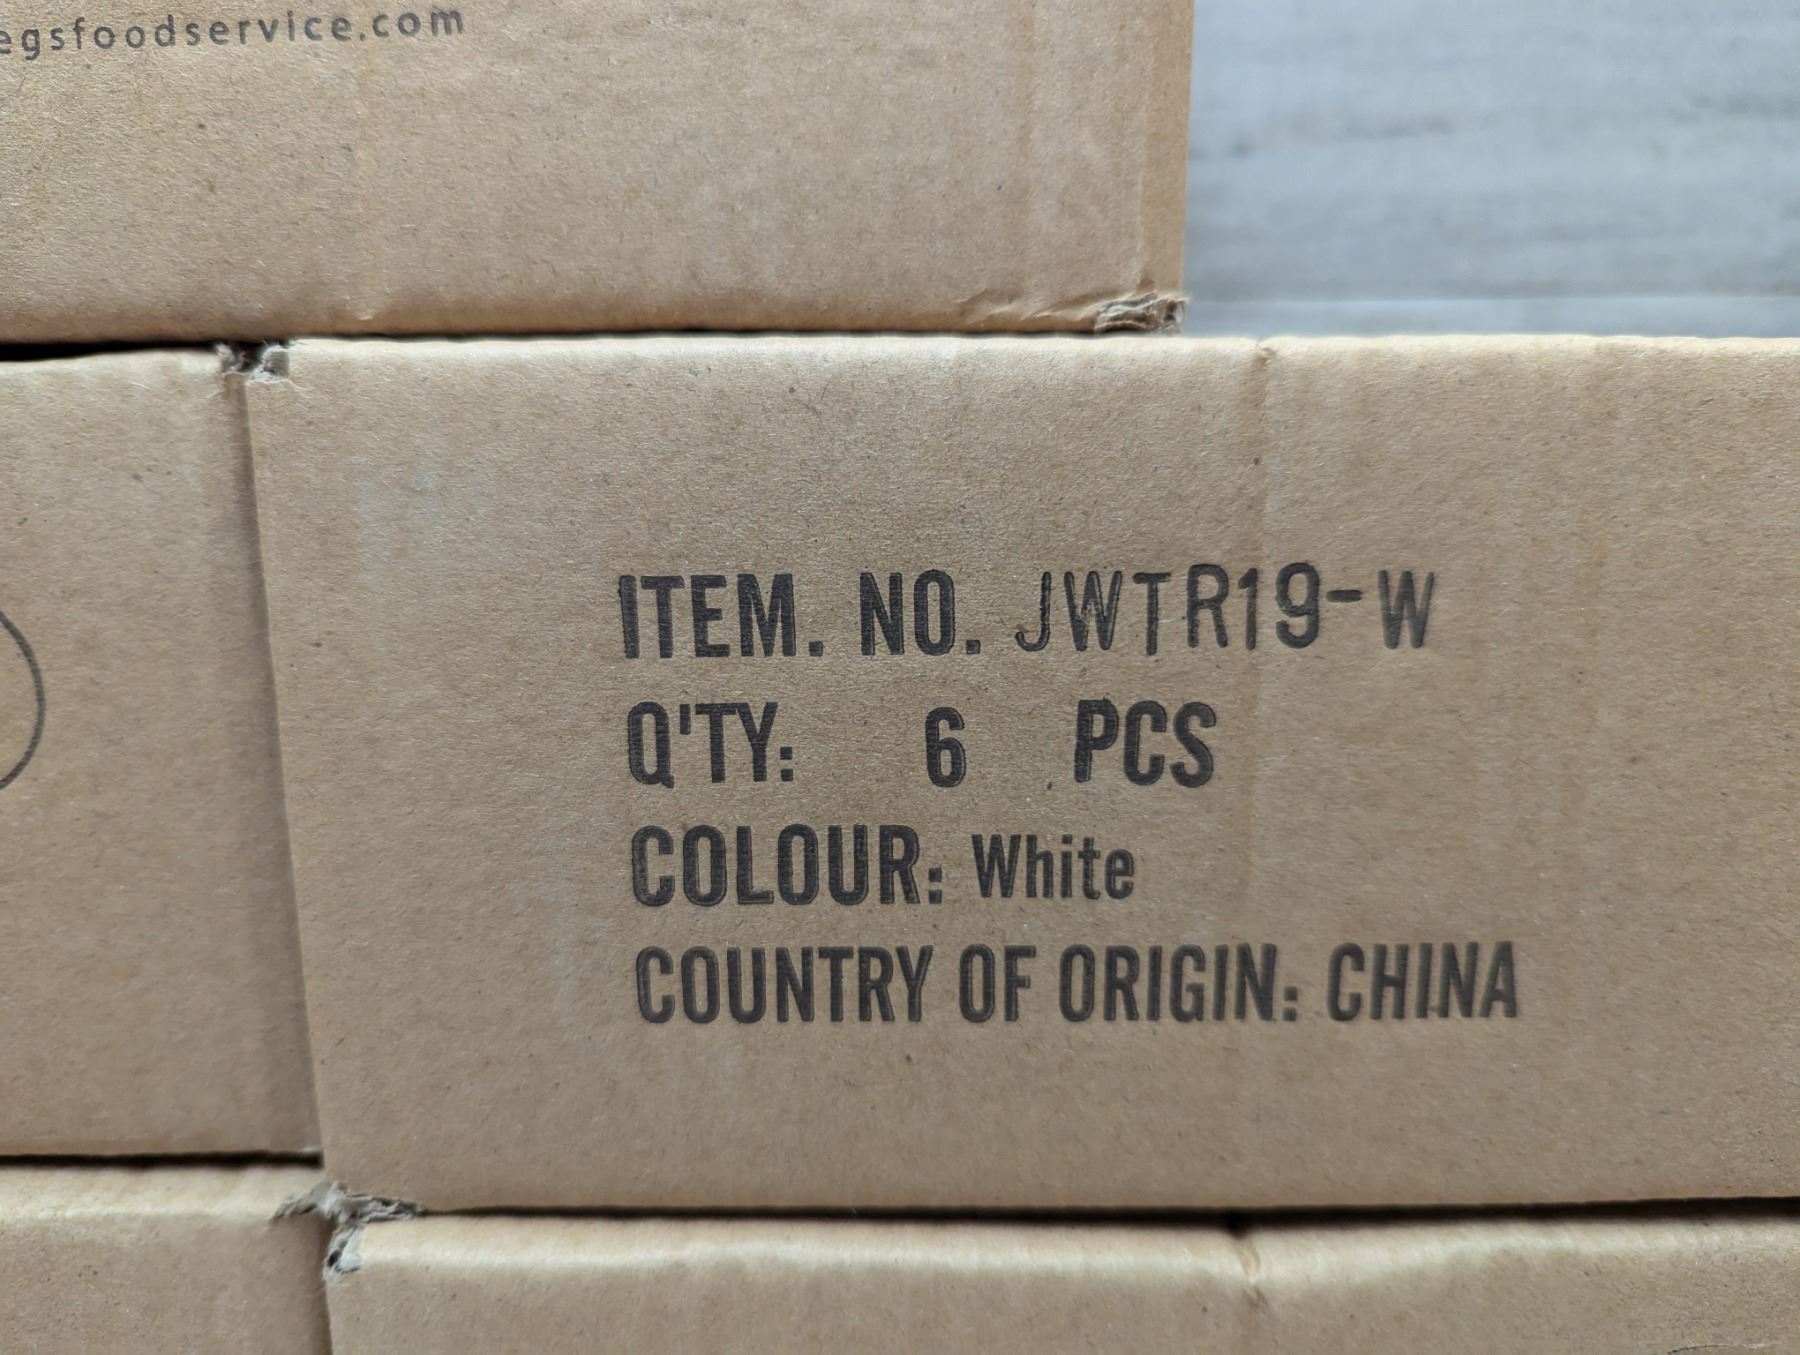 egsfoodservice.com
ITEM. NO. JWTR19-W
Q'TY: 6 PCS
COLOUR: White
COUNTRY OF ORIGIN: CHINA